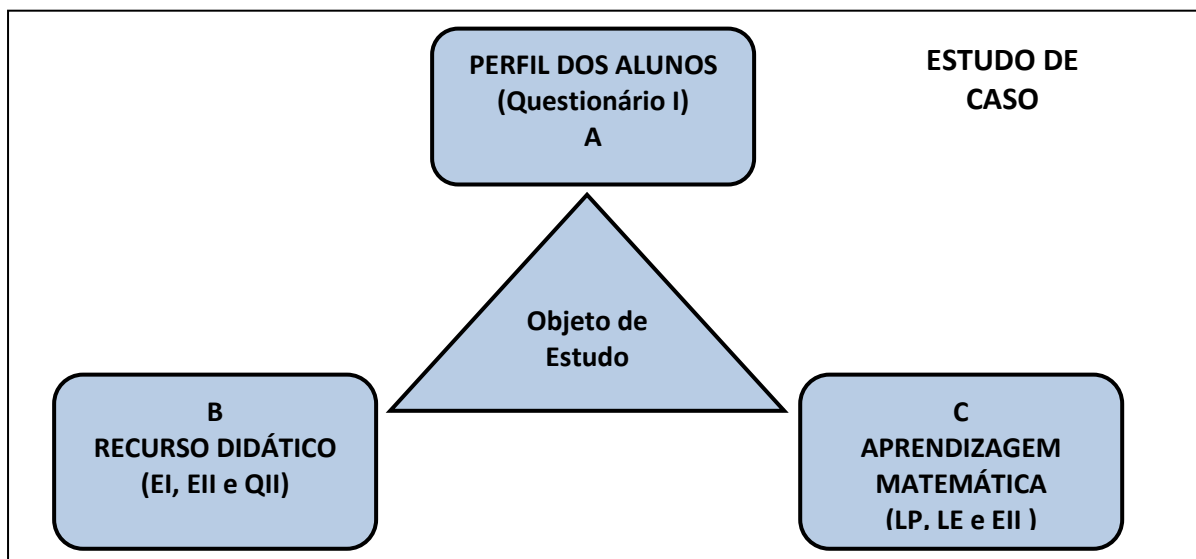 PERFIL DOS ALUNOS
(Questionário I)
A
ESTUDO DE
CASO
Objeto de
Estudo
B
RECURSO DIDÁTICO
(EI, EII e QII)
C
APRENDIZAGEM
MATEMÁTICA
(LP, LE e EII )